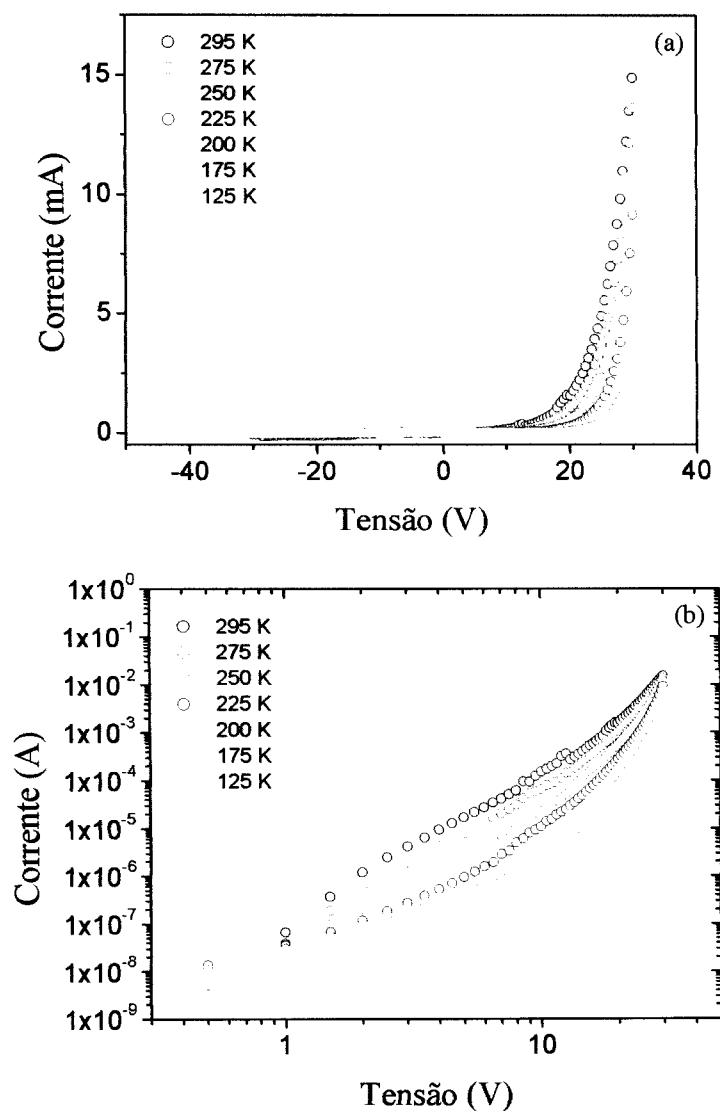 (a)
295 K
275 K
250 K
225 K
200 K
175 K
125 K
15
10
5
0
Corrente (mA)
-40
-20
0
20
40
Tensão (V)
(b)
295 K
275 K
250 K
225 K
200 K
175 K
125 K
1x10⁰
1x10⁻¹
1x10⁻²
1x10⁻³
1x10⁻⁴
1x10⁻⁵
1x10⁻⁶
1x10⁻⁷
1x10⁻⁸
1x10⁻⁹
Corrente (A)
1
10
Tensão (V)